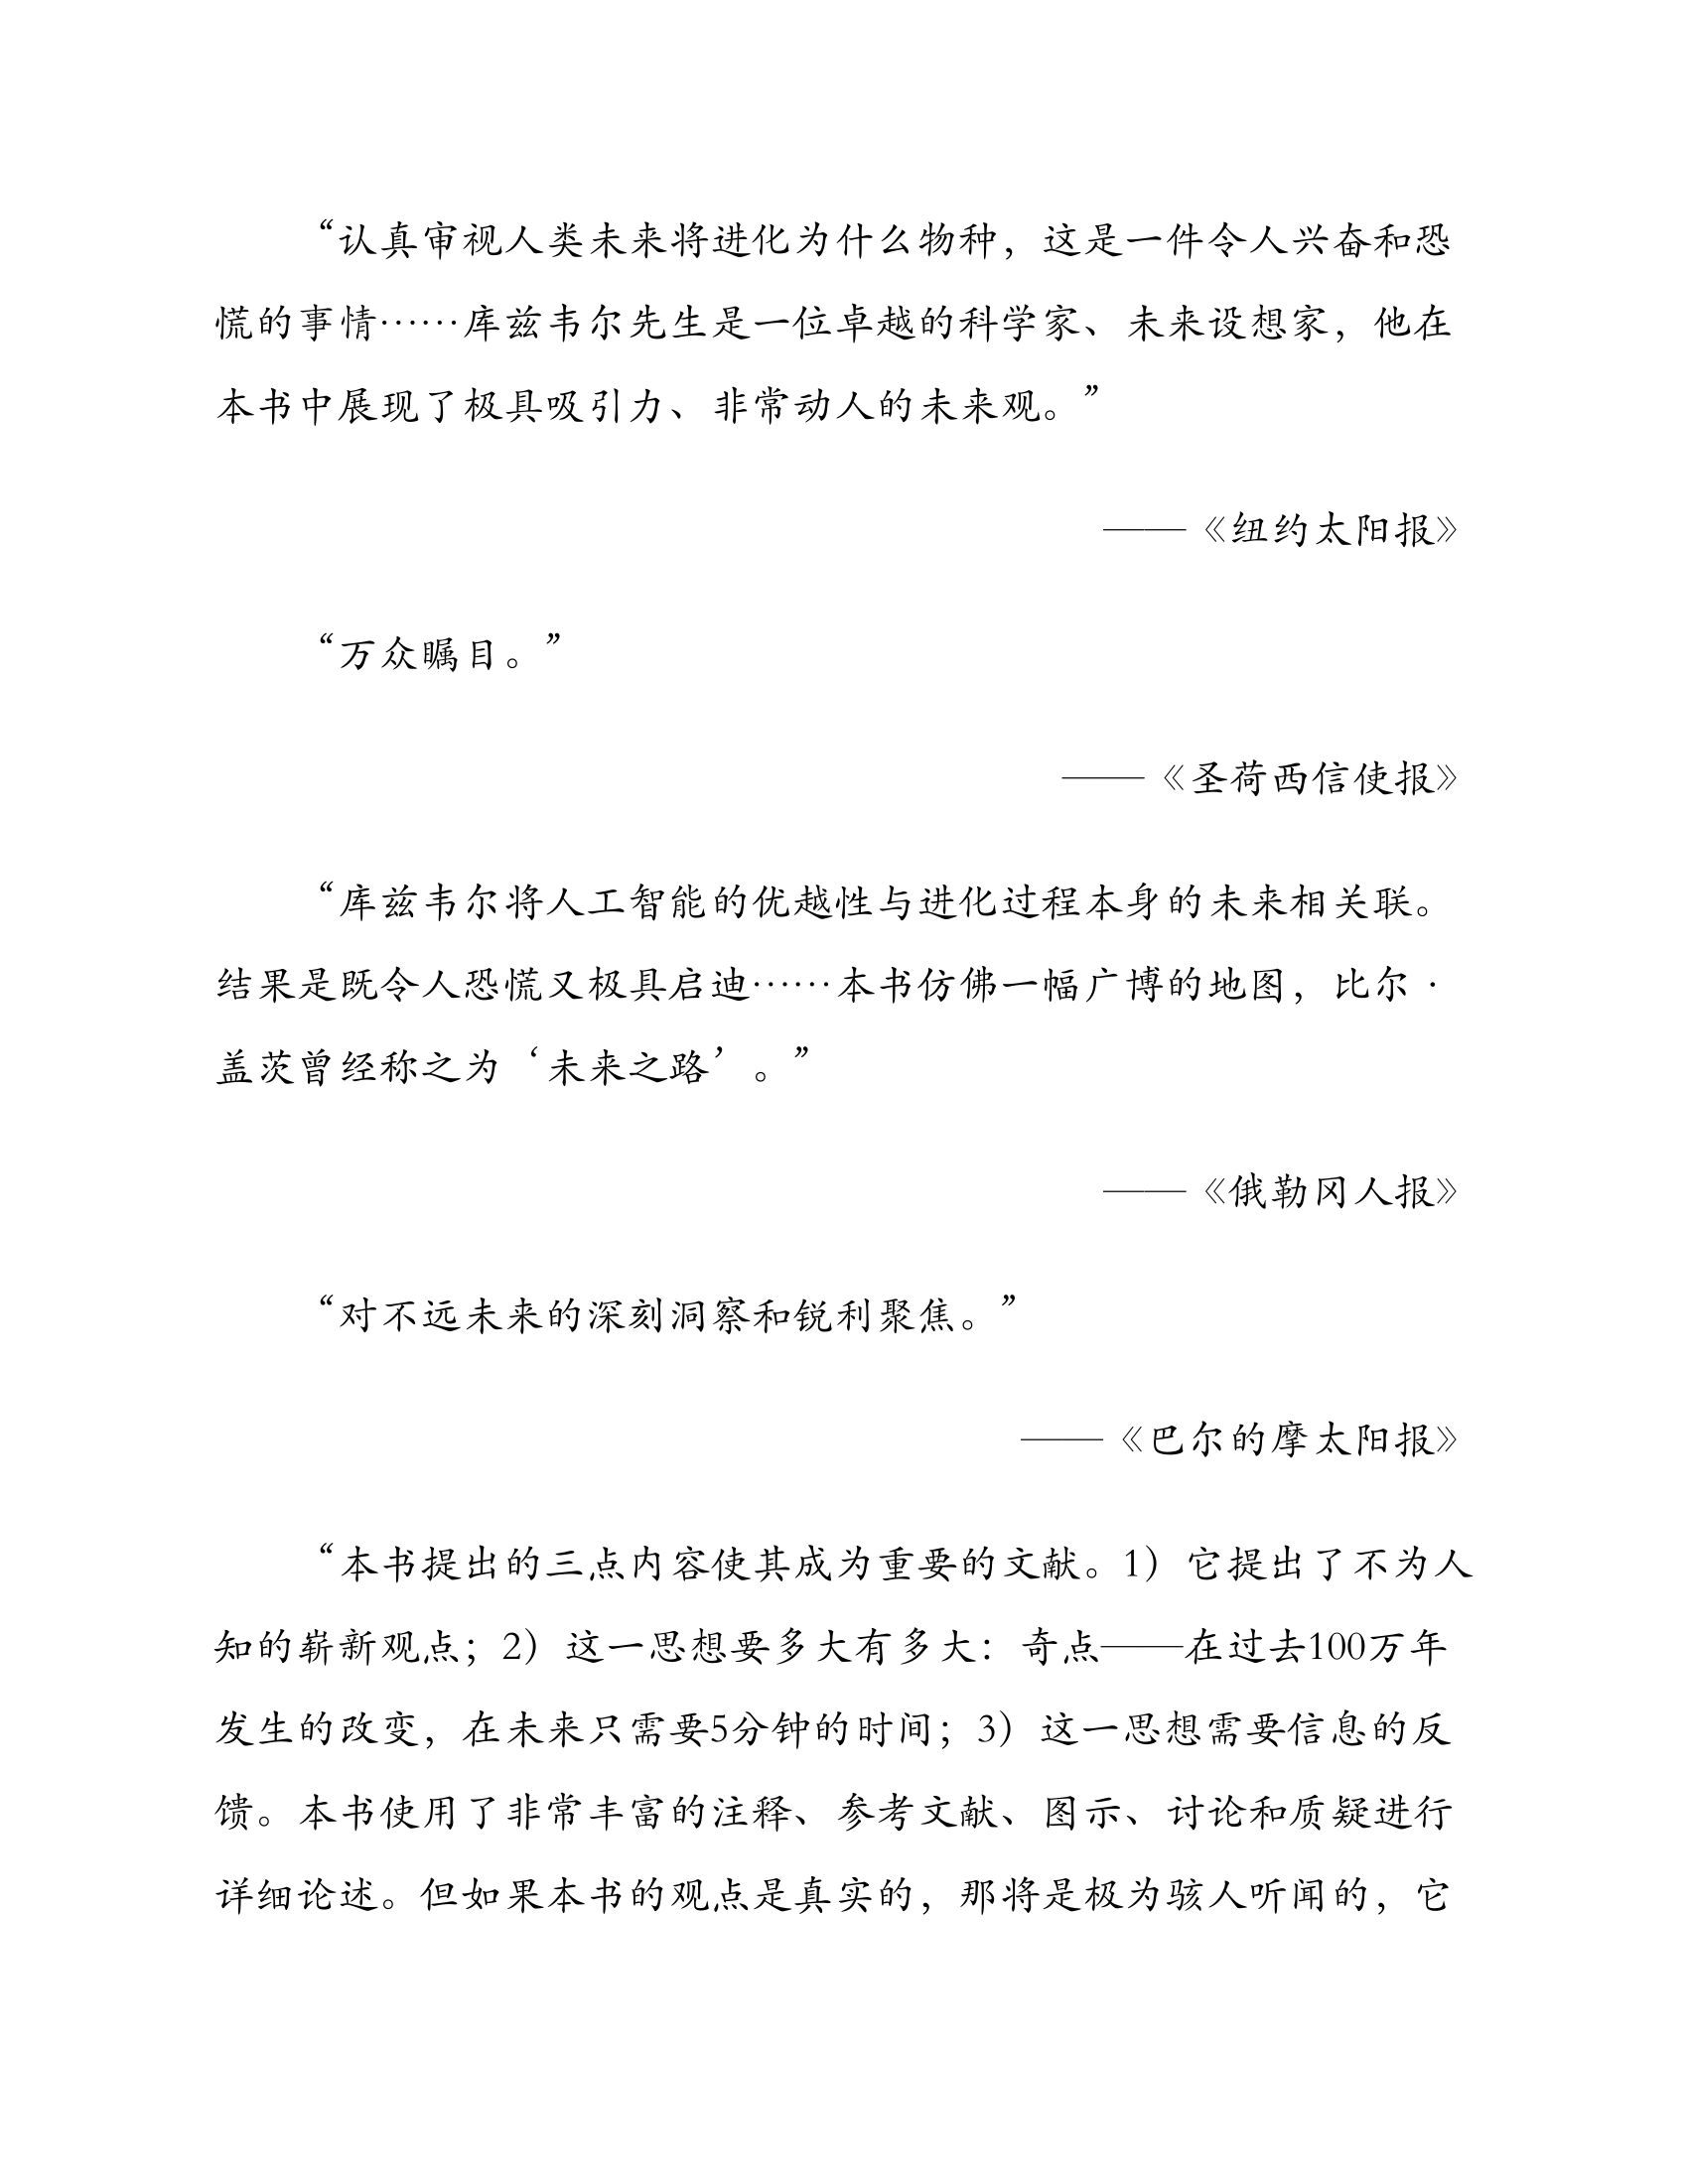 “认真审视人类未来将进化为什么物种，这是一件令人兴奋和恐
慌的事情……库兹韦尔先生是一位卓越的科学家、未来设想家，他在
本书中展现了极具吸引力、非常动人的未来观。”
——《纽约太阳报》
“万众瞩目。”
——《圣荷西信使报》
“库兹韦尔将人工智能的优越性与进化过程本身的未来相关联。
结果是既令人恐慌又极具启迪……本书仿佛一幅广博的地图，比尔·
盖茨曾经称之为‘未来之路’。”
——《俄勒冈人报》
“对不远未来的深刻洞察和锐利聚焦。”
——《巴尔的摩太阳报》
“本书提出的三点内容使其成为重要的文献。1）它提出了不为人
知的崭新观点；2）这一思想要多大有多大：奇点——在过去100万年
发生的改变，在未来只需要5分钟的时间；3）这一思想需要信息的反
馈。本书使用了非常丰富的注释、参考文献、图示、讨论和质疑进行
详细论述。但如果本书的观点是真实的，那将是极为骇人听闻的，它